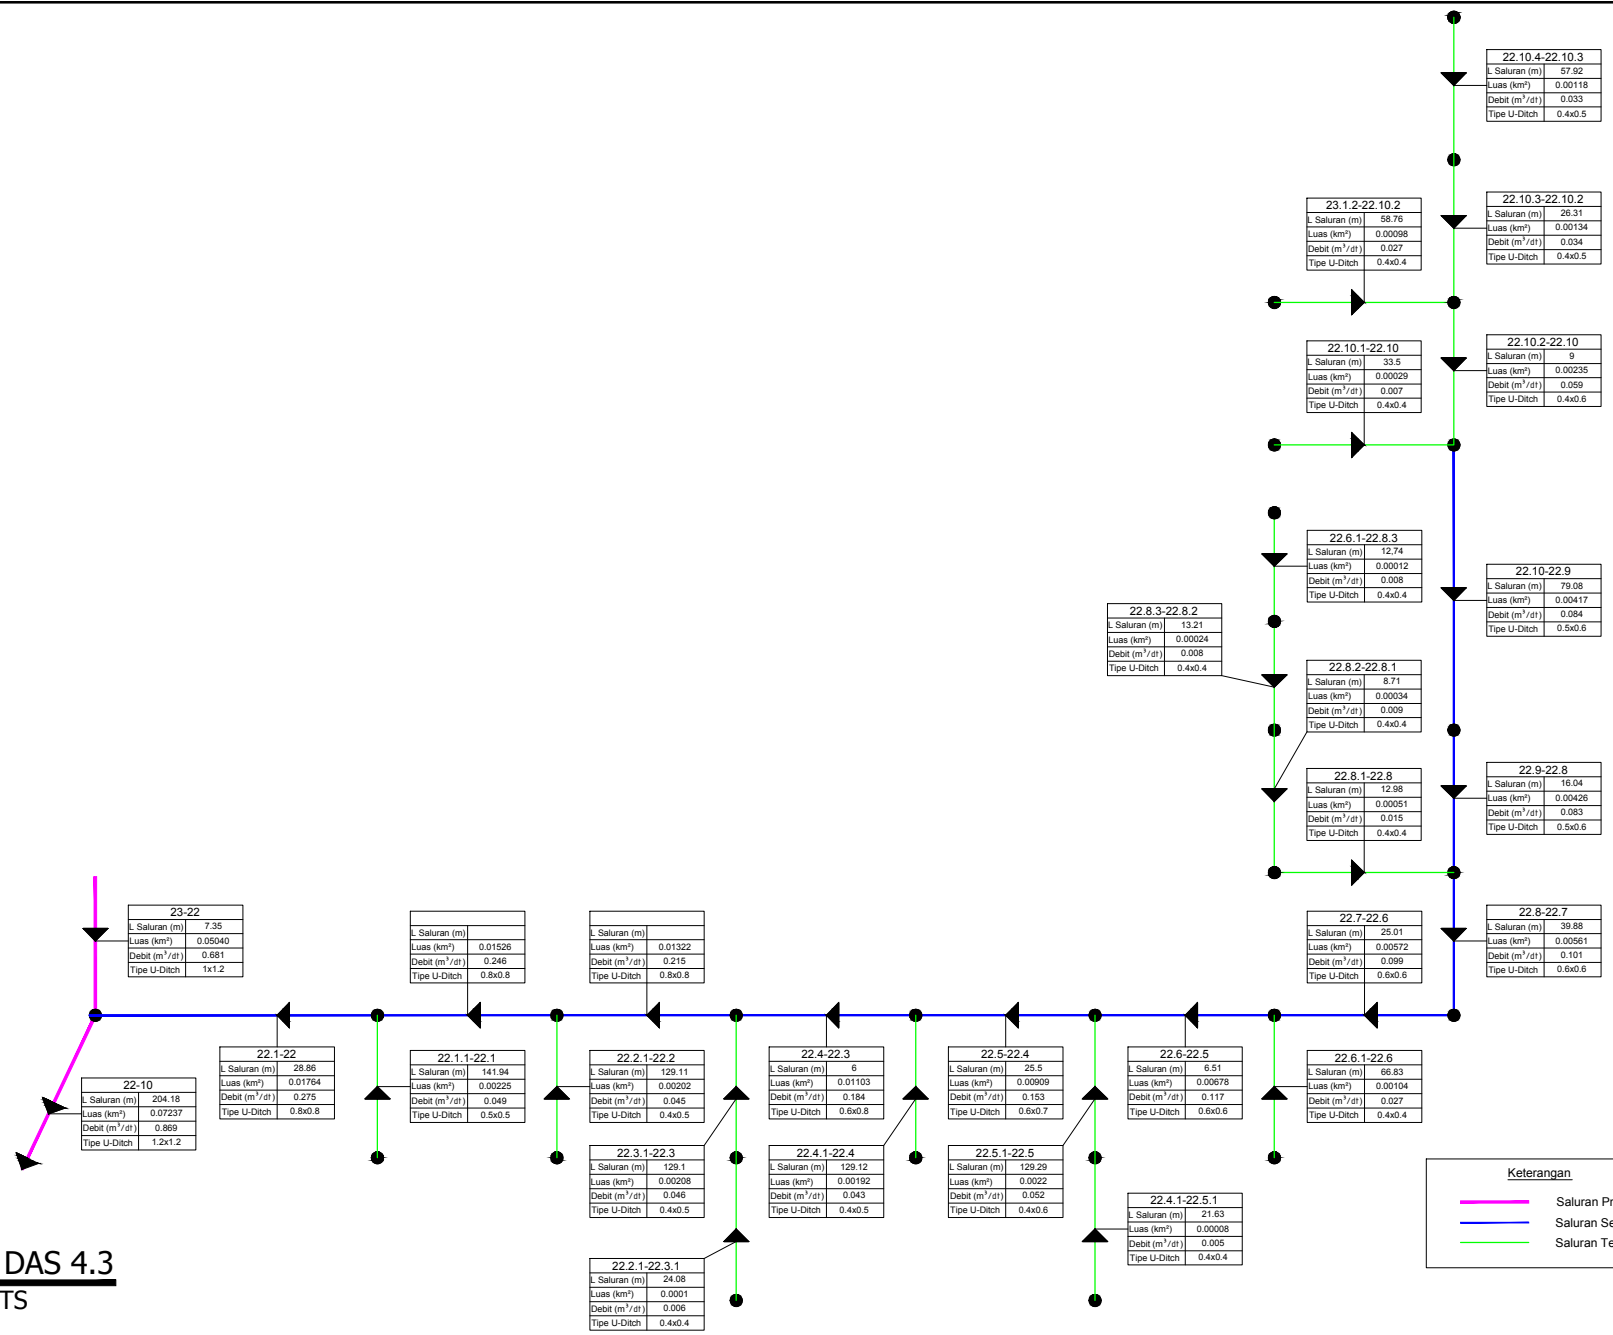 22.10.4-22.10.3
L Saluran (m) 57.92
Luas (km²) 0.00118
Debit (m³/dt) 0.033
Tipe U-Ditch 0.4x0.5
23.1.2-22.10.2
L Saluran (m) 58.76
Luas (km²) 0.00098
Debit (m³/dt) 0.027
Tipe U-Ditch 0.4x0.4
22.10.3-22.10.2
L Saluran (m) 26.31
Luas (km²) 0.00134
Debit (m³/dt) 0.034
Tipe U-Ditch 0.4x0.5
22.10.1-22.10
L Saluran (m) 33.5
Luas (km²) 0.00029
Debit (m³/dt) 0.007
Tipe U-Ditch 0.4x0.4
22.10.2-22.10
L Saluran (m) 9
Luas (km²) 0.00235
Debit (m³/dt) 0.059
Tipe U-Ditch 0.4x0.6
22.6.1-22.8.3
L Saluran (m) 12,74
Luas (km²) 0.00012
Debit (m³/dt) 0.008
Tipe U-Ditch 0.4x0.4
22.10-22.9
L Saluran (m) 79.08
Luas (km²) 0.00417
Debit (m³/dt) 0.084
Tipe U-Ditch 0.5x0.6
22.8.3-22.8.2
L Saluran (m) 13.21
Luas (km²) 0.00024
Debit (m³/dt) 0.008
Tipe U-Ditch 0.4x0.4
22.8.2-22.8.1
L Saluran (m) 8.71
Luas (km²) 0.00034
Debit (m³/dt) 0.009
Tipe U-Ditch 0.4x0.4
22.8.1-22.8
L Saluran (m) 12.98
Luas (km²) 0.00051
Debit (m³/dt) 0.015
Tipe U-Ditch 0.4x0.4
22.9-22.8
L Saluran (m) 16.04
Luas (km²) 0.00426
Debit (m³/dt) 0.083
Tipe U-Ditch 0.5x0.6
23-22
L Saluran (m) 7.35
Luas (km²) 0.05040
Debit (m³/dt) 0.681
Tipe U-Ditch 1x1.2
L Saluran (m)
Luas (km²) 0.01526
Debit (m³/dt) 0.246
Tipe U-Ditch 0.8x0.8
L Saluran (m)
Luas (km²) 0.01322
Debit (m³/dt) 0.215
Tipe U-Ditch 0.8x0.8
22.7-22.6
L Saluran (m) 25.01
Luas (km²) 0.00572
Debit (m³/dt) 0.099
Tipe U-Ditch 0.6x0.6
22.8-22.7
L Saluran (m) 39.88
Luas (km²) 0.00561
Debit (m³/dt) 0.101
Tipe U-Ditch 0.6x0.6
22.1-22
L Saluran (m) 28.86
Luas (km²) 0.01764
Debit (m³/dt) 0.275
Tipe U-Ditch 0.8x0.8
22.1.1-22.1
L Saluran (m) 141.94
Luas (km²) 0.00225
Debit (m³/dt) 0.049
Tipe U-Ditch 0.5x0.5
22.2.1-22.2
L Saluran (m) 129.11
Luas (km²) 0.00202
Debit (m³/dt) 0.045
Tipe U-Ditch 0.4x0.5
22.4-22.3
L Saluran (m) 6
Luas (km²) 0.01103
Debit (m³/dt) 0.184
Tipe U-Ditch 0.6x0.8
22.5-22.4
L Saluran (m) 25.5
Luas (km²) 0.00909
Debit (m³/dt) 0.153
Tipe U-Ditch 0.6x0.7
22.6-22.5
L Saluran (m) 6.51
Luas (km²) 0.00678
Debit (m³/dt) 0.117
Tipe U-Ditch 0.6x0.6
22.6.1-22.6
L Saluran (m) 66.83
Luas (km²) 0.00104
Debit (m³/dt) 0.027
Tipe U-Ditch 0.4x0.4
22-10
L Saluran (m) 204.18
Luas (km²) 0.07237
Debit (m³/dt) 0.869
Tipe U-Ditch 1.2x1.2
22.3.1-22.3
L Saluran (m) 129.1
Luas (km²) 0.00208
Debit (m³/dt) 0.046
Tipe U-Ditch 0.4x0.5
22.4.1-22.4
L Saluran (m) 129.12
Luas (km²) 0.00192
Debit (m³/dt) 0.043
Tipe U-Ditch 0.4x0.5
22.5.1-22.5
L Saluran (m) 129.29
Luas (km²) 0.0022
Debit (m³/dt) 0.052
Tipe U-Ditch 0.4x0.6
22.4.1-22.5.1
L Saluran (m) 21.63
Luas (km²) 0.00008
Debit (m³/dt) 0.005
Tipe U-Ditch 0.4x0.4
22.2.1-22.3.1
L Saluran (m) 24.08
Luas (km²) 0.0001
Debit (m³/dt) 0.006
Tipe U-Ditch 0.4x0.4
Keterangan
Saluran Pr
Saluran Se
Saluran Te
DAS 4.3
TS